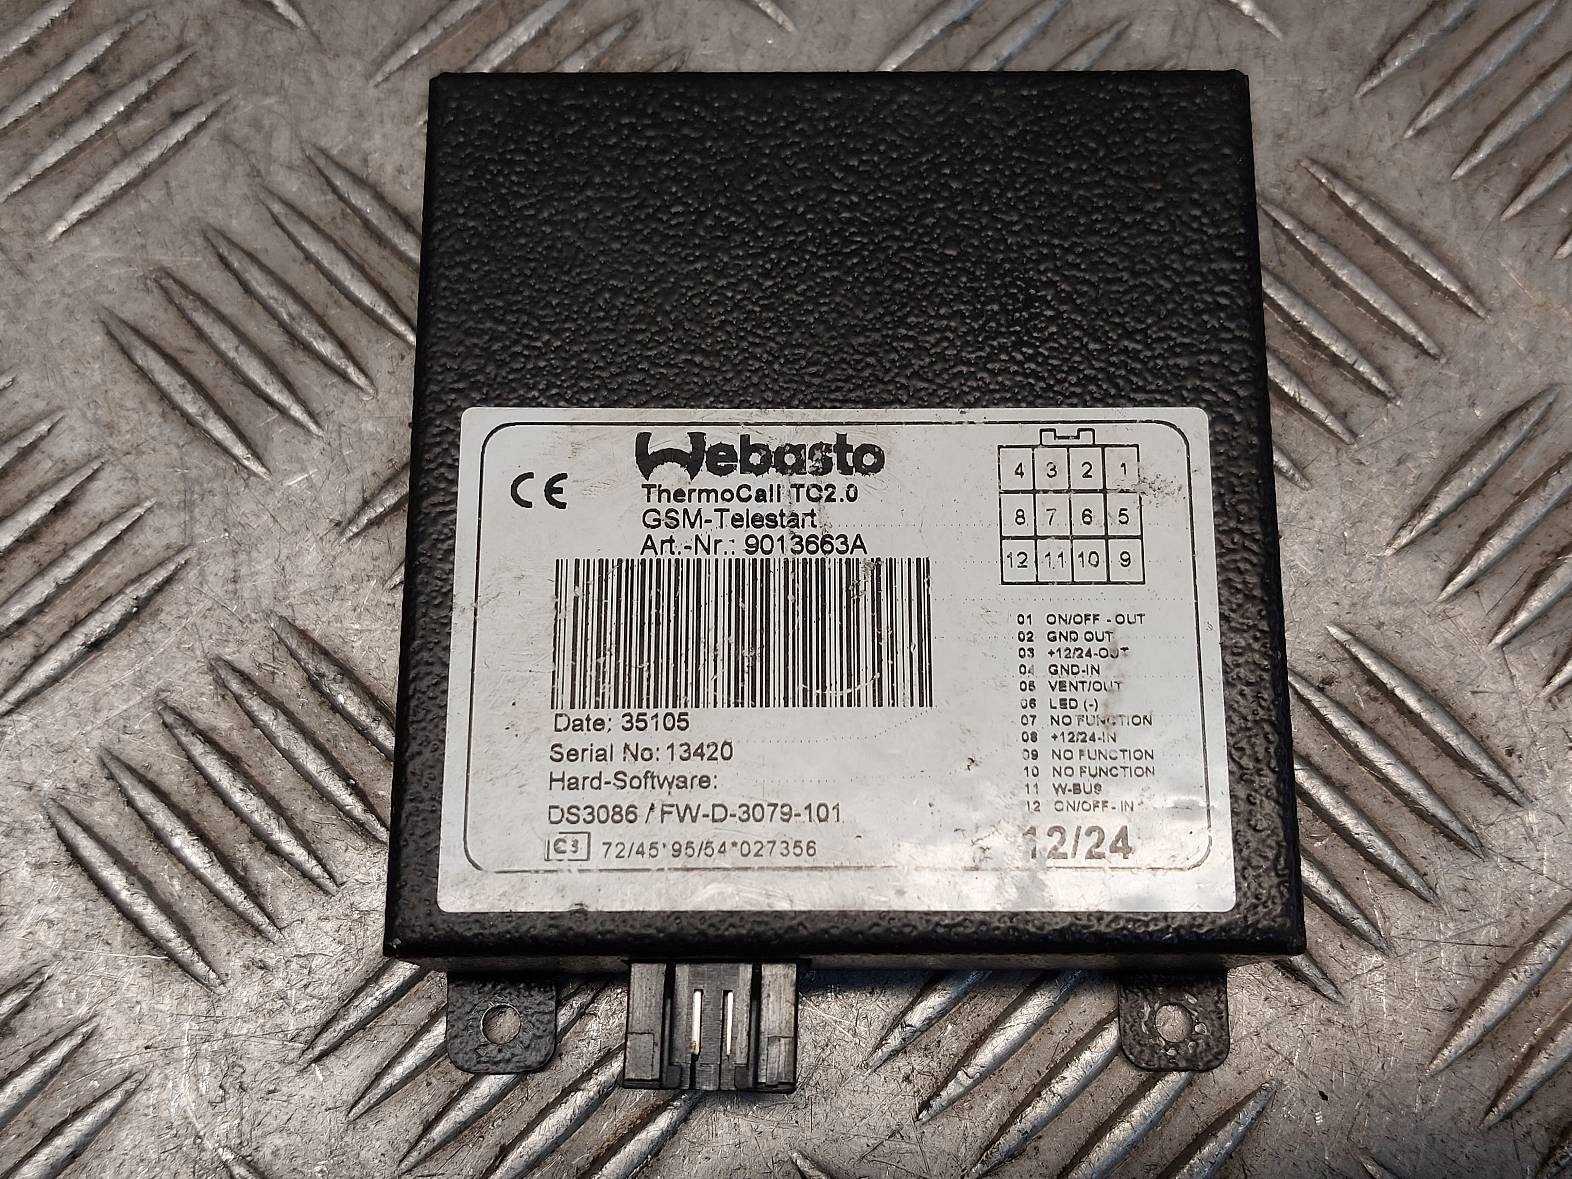 CE
Webasto
ThermoCall TC2.0
GSM-Telestart
Art.-Nr.: 9013663A
Date: 35105
Serial No: 13420
Hard-Software:
DS3086 / FW-D-3079-101
e3 72/45*95/54*027356
4 3 2 1
8 7 6 5
12 11 10 9
01 ON/OFF - OUT
02 GND OUT
03 +12/24-OUT
04 GND-IN
05 VENT/OUT
06 LED (-)
07 NO FUNCTION
08 +12/24-IN
09 NO FUNCTION
10 NO FUNCTION
11 W-BUS
12 ON/OFF-IN
12/24